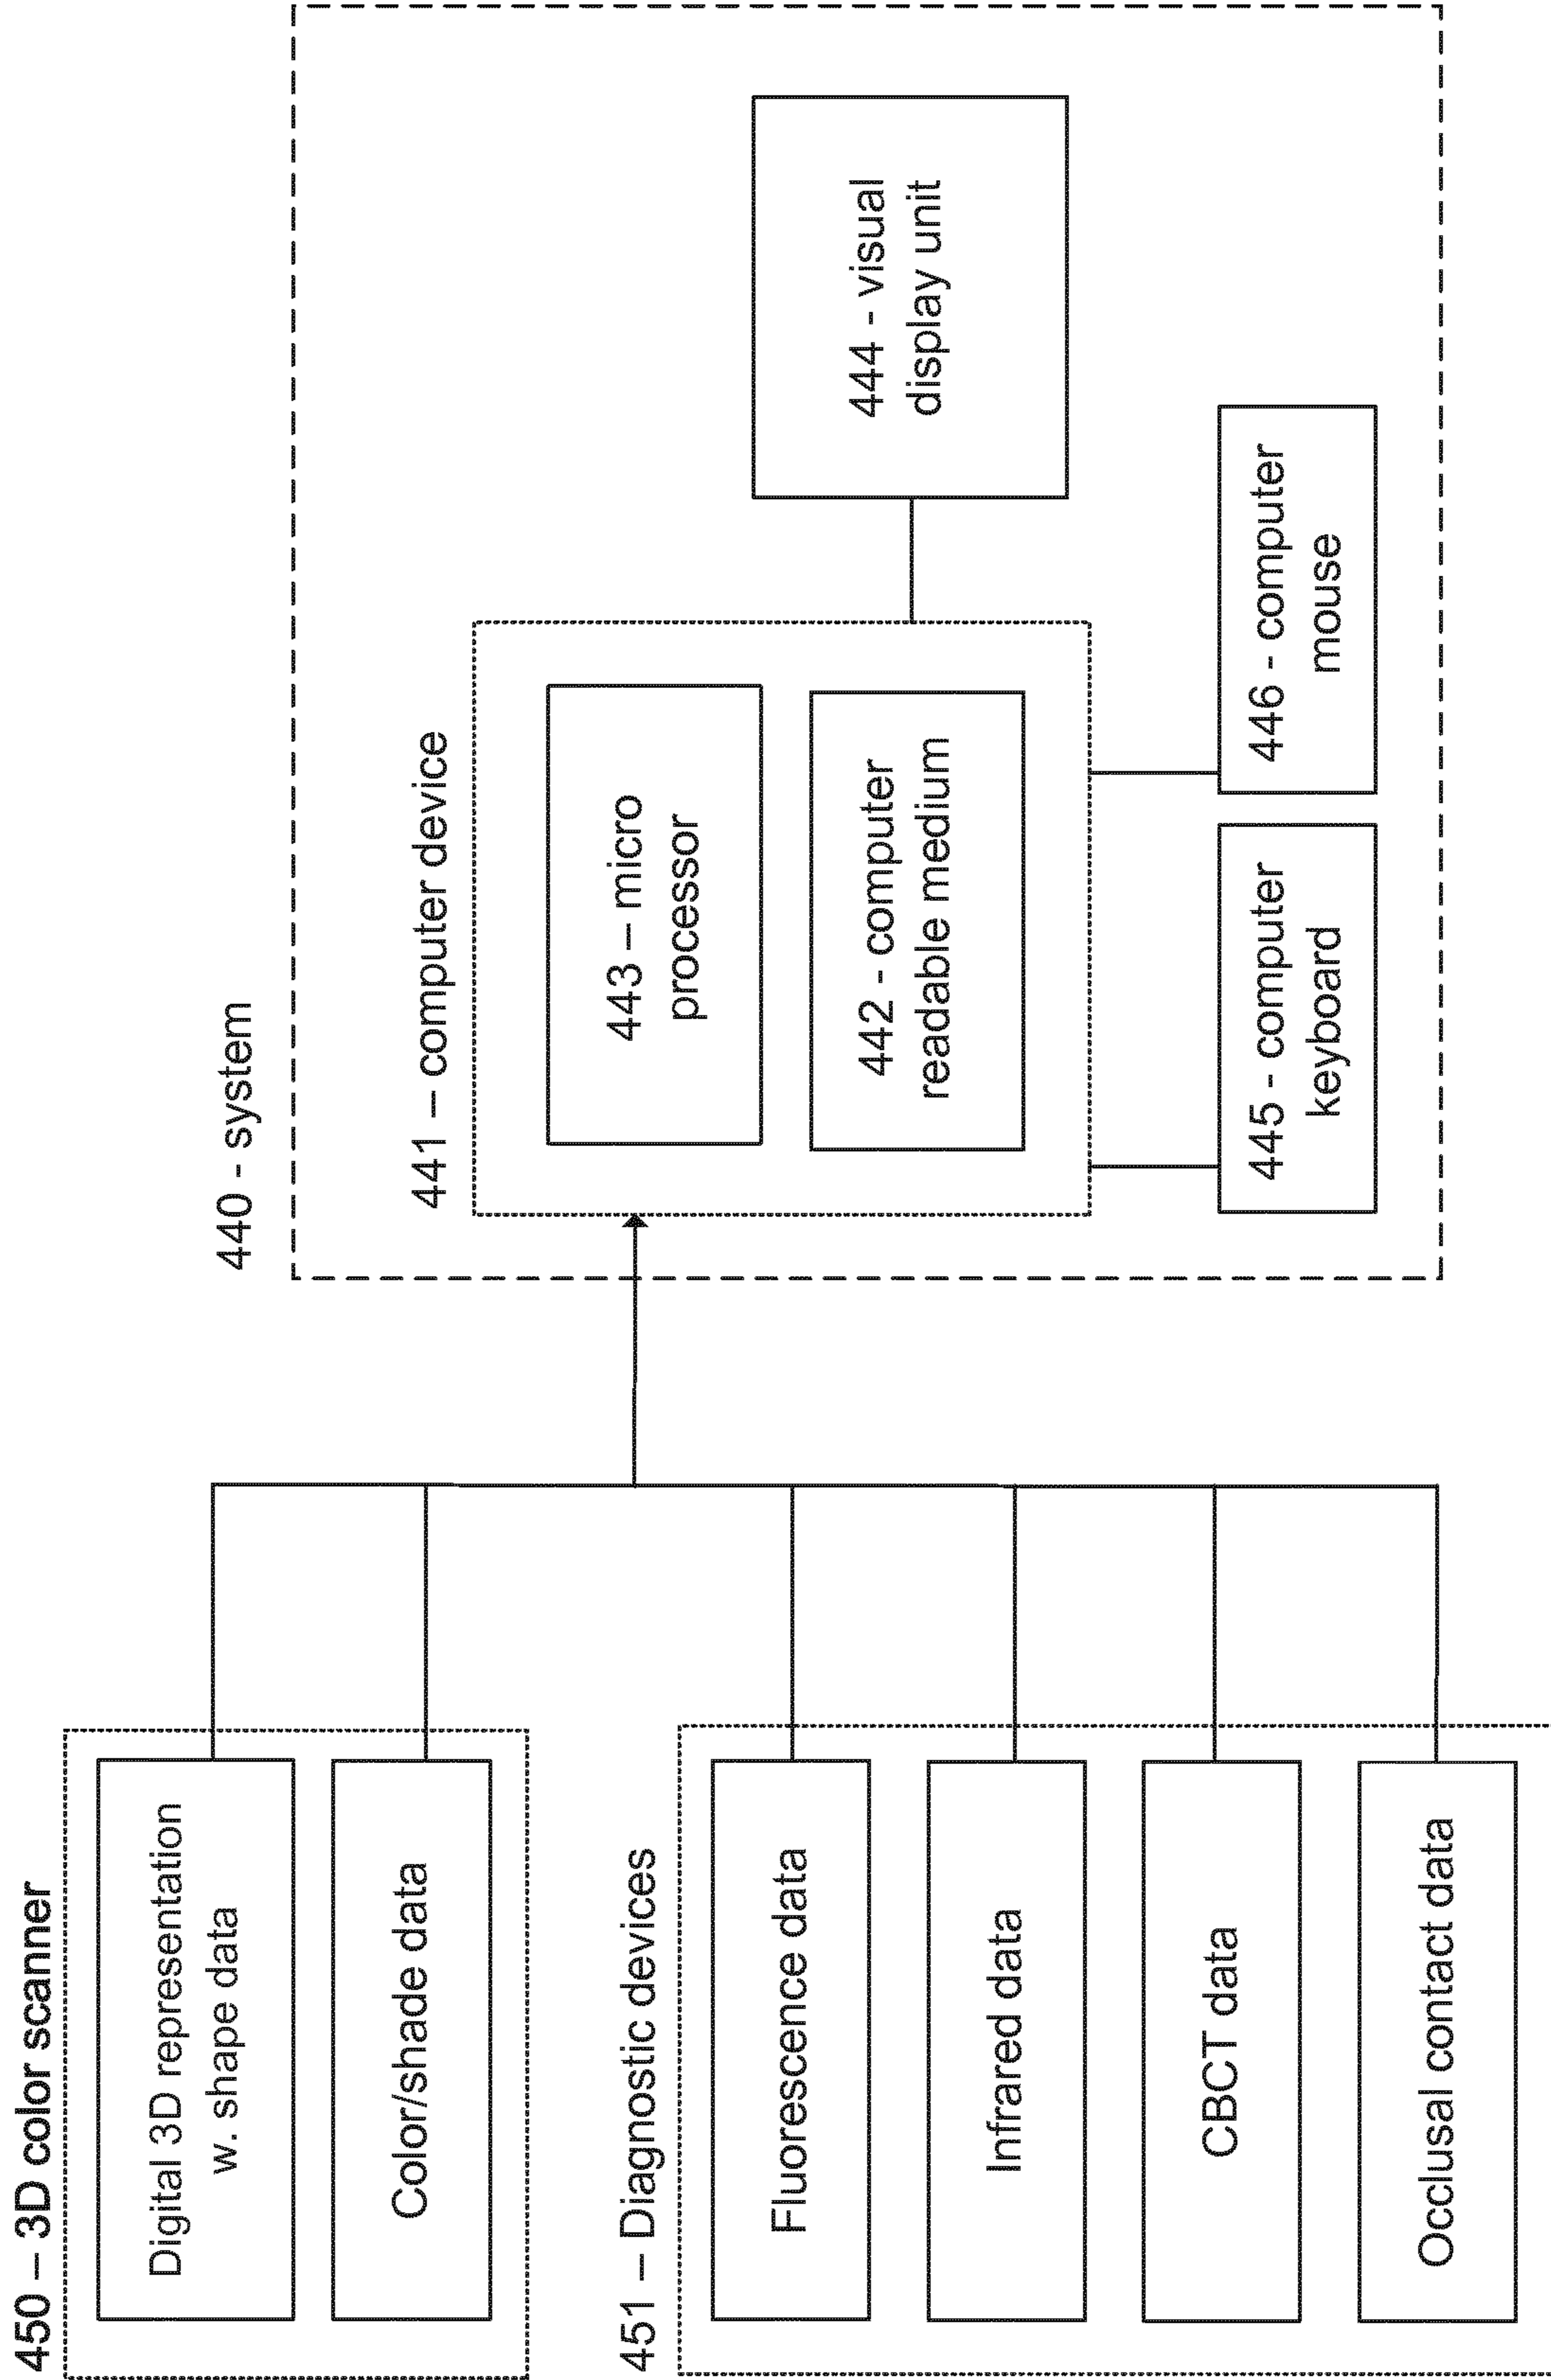 450 – 3D color scanner
Digital 3D representation
w. shape data
Color/shade data
451 – Diagnostic devices
Fluorescence data
Infrared data
CBCT data
Occlusal contact data
440 - system
441 – computer device
443 – micro
processor
442 - computer
readable medium
444 - visual
display unit
445 - computer
keyboard
446 - computer
mouse